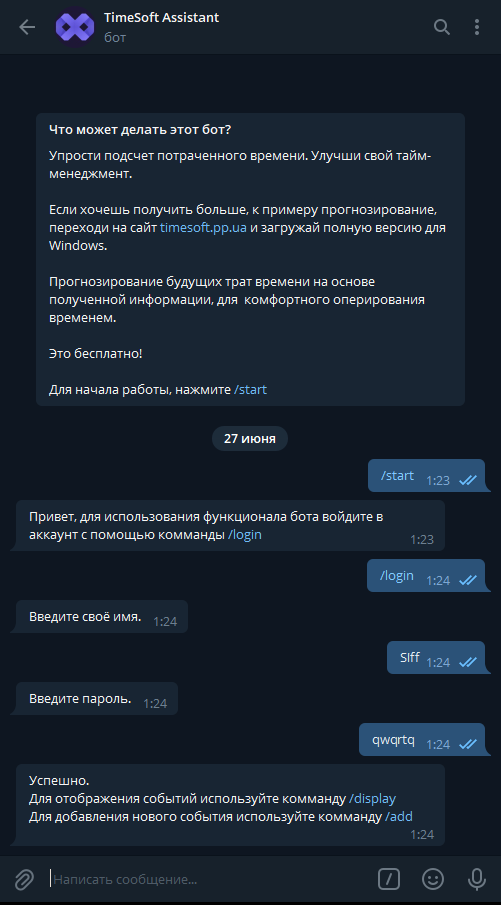 TimeSoft Assistant
бот
Что может делать этот бот?
Упрости подсчет потраченного времени. Улучши свой тайм-
менеджмент.
Если хочешь получить больше, к примеру прогнозирование,
переходи на сайт timesoft.pp.ua и загружай полную версию для
Windows.
Прогнозирование будущих трат времени на основе
полученной информации, для  комфортного оперирования
временем.
Это бесплатно!
Для начала работы, нажмите /start
27 июня
/start 1:23
Привет, для использования функционала бота войдите в
аккаунт с помощью комманды /login
1:23
/login 1:24
Введите своё имя. 1:24
Slff 1:24
Введите пароль. 1:24
qwqrtq 1:24
Успешно.
Для отображения событий используйте комманду /display
Для добавления нового события используйте комманду /add
1:24
Написать сообщение...